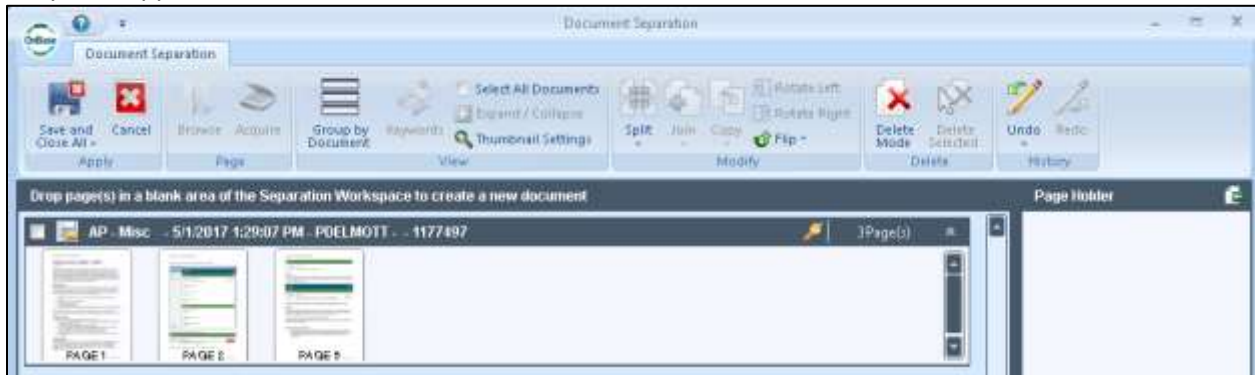 Document Separation
OnBase
Document Separation
Save and Close All
Cancel
Browse
Acquire
Group by Document
Keywords
Select All Documents
Expand / Collapse
Thumbnail Settings
Split
Join
Copy
Rotate Left
Rotate Right
Flip
Delete Mode
Delete Selected
Undo
Redo
Apply
Page
View
Modify
Delete
History
Drop page(s) in a blank area of the Separation Workspace to create a new document
Page Holder
AP - Misc - 5/1/2017 1:29:07 PM - POELMOTT - - 1177497
3Page(s)
PAGE 1
PAGE 2